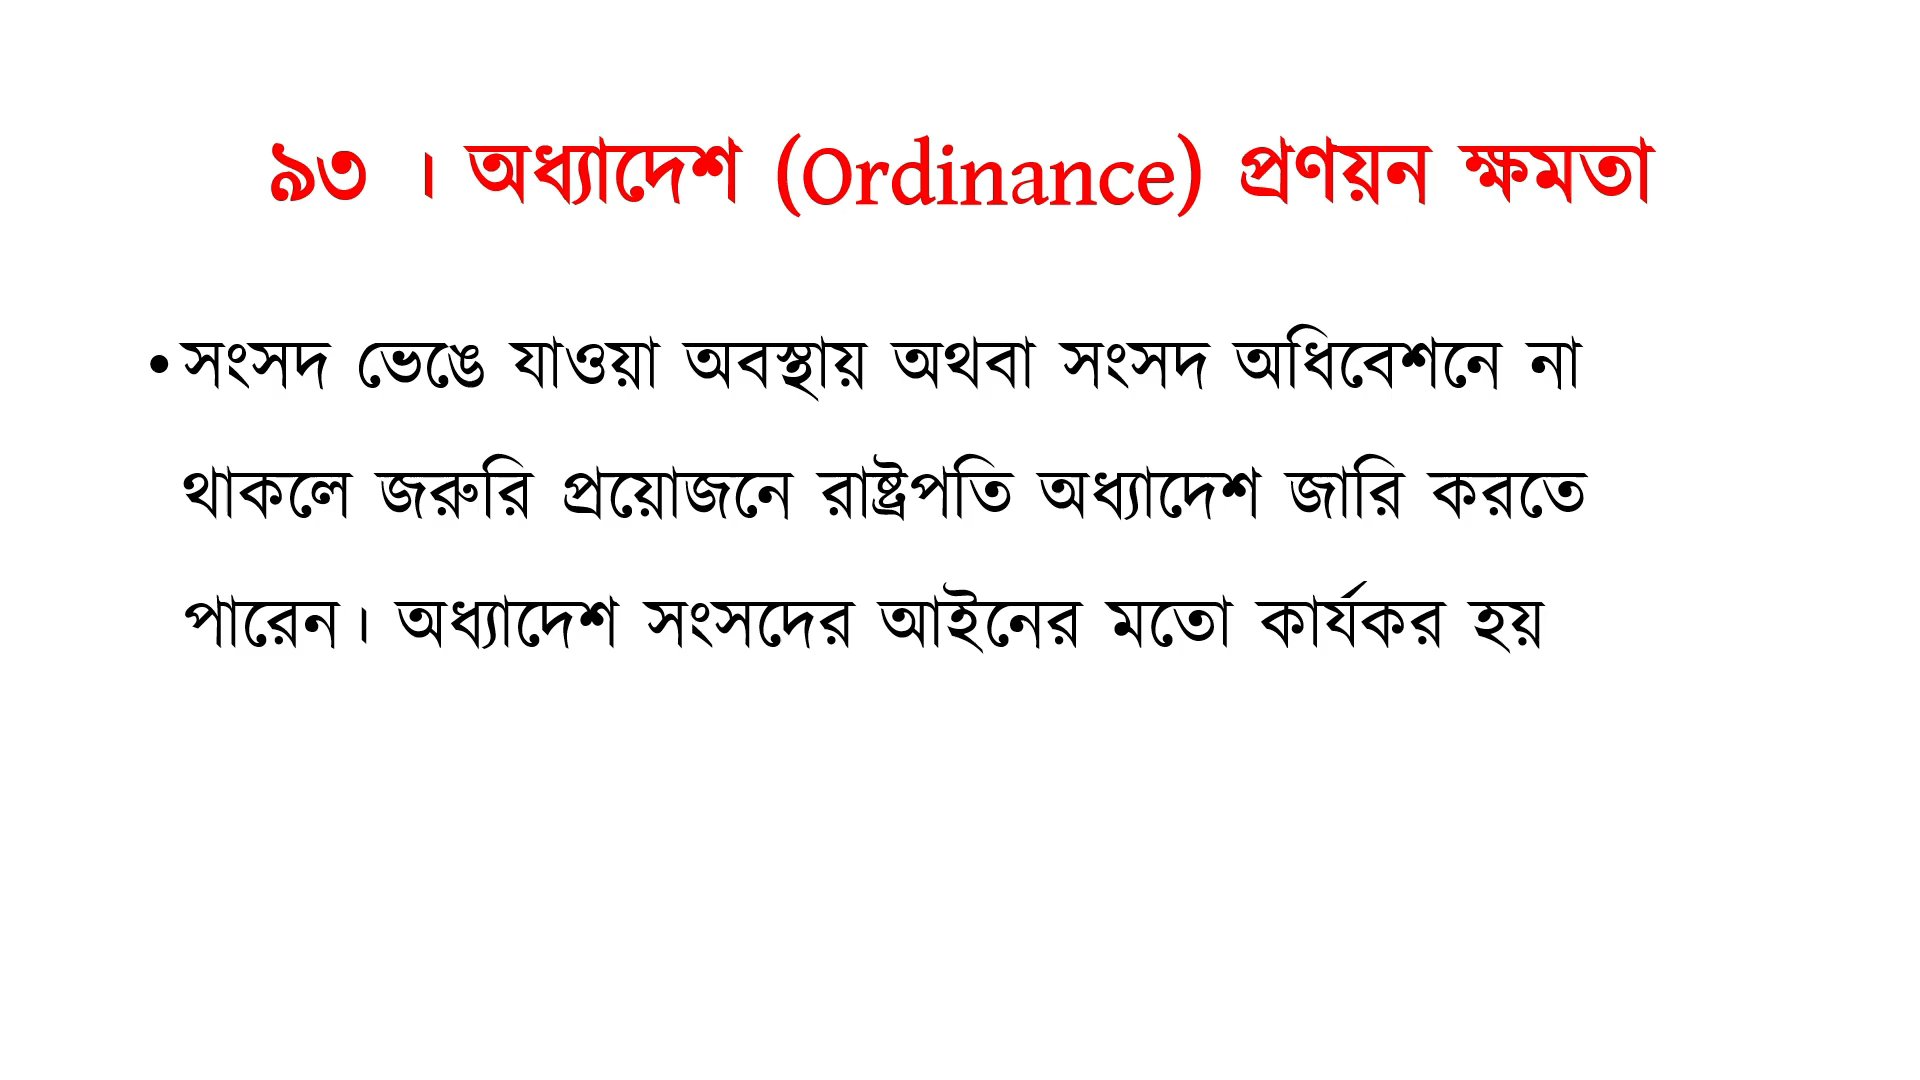 ৯৩ । অধ্যাদেশ (Ordinance) প্রণয়ন ক্ষমতা
• সংসদ ভেঙে যাওয়া অবস্থায় অথবা সংসদ অধিবেশনে না
থাকলে জরুরি প্রয়োজনে রাষ্ট্রপতি অধ্যাদেশ জারি করতে
পারেন। অধ্যাদেশ সংসদের আইনের মতো কার্যকর হয়